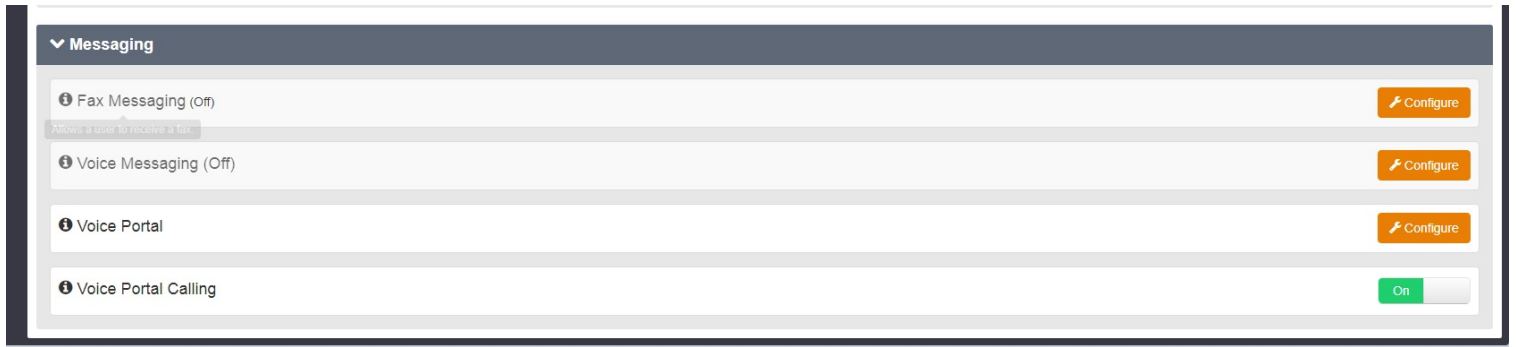 Messaging
Fax Messaging (Off)
Configure
Allows a user to receive a fax.
Voice Messaging (Off)
Configure
Voice Portal
Configure
Voice Portal Calling
On